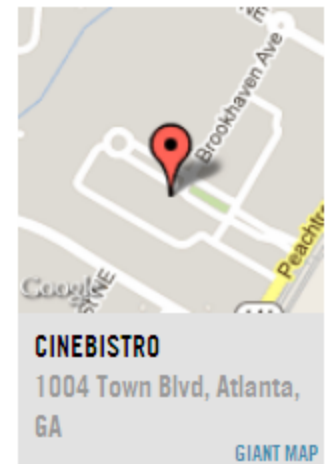 Brookhaven Ave
Peachtr
Google
CINEBISTRO
1004 Town Blvd, Atlanta,
GA
GIANT MAP